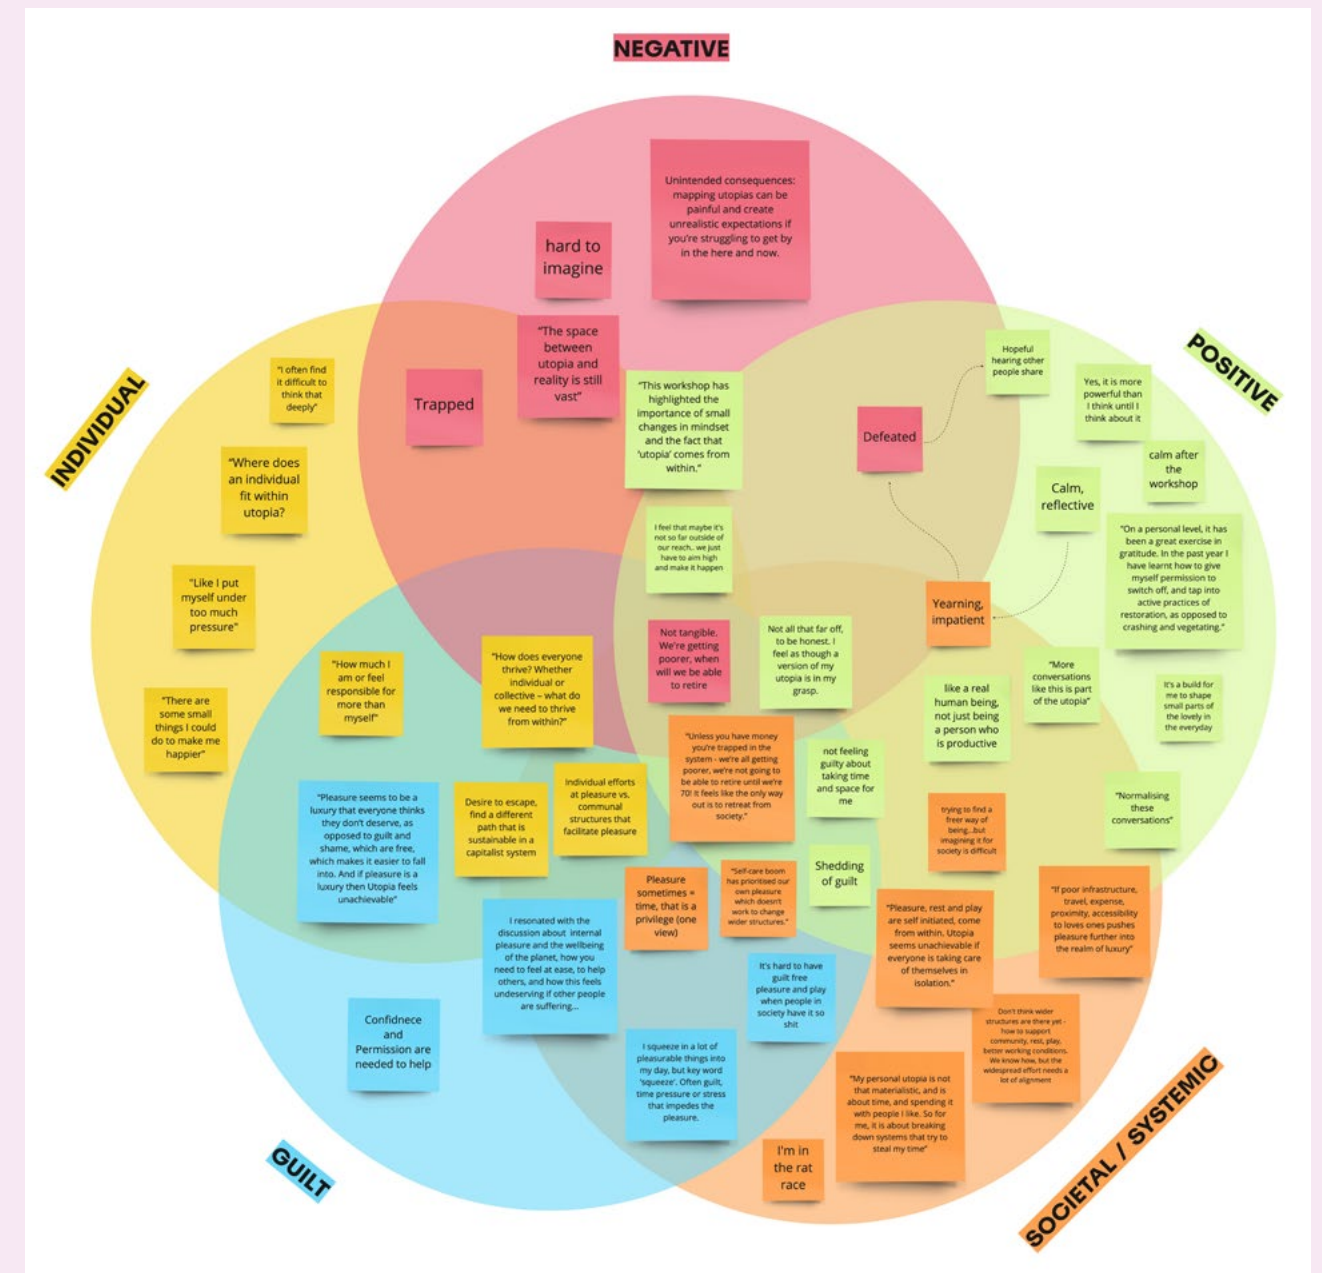 NEGATIVE
Unintended consequences:
mapping utopias can be
painful and create
unrealistic expectations if
you're struggling to get by
in the here and now.
hard to
imagine
"The space
between
utopia and
reality is still
vast"
Trapped
"This workshop has
highlighted the
importance of small
changes in mindset
and the fact that
'utopia' comes from
within."
Defeated
Hopeful
hearing other
people share
POSITIVE
Yes, it is more
powerful than
I think until I
think about it
calm after
the
workshop
Calm,
reflective
"On a personal level, it has
been a great exercise in
gratitude. In the past year I
have learnt how to give
myself permission to
switch off, and tap into
active practices of
restoration, as opposed to
crashing and vegetating."
INDIVIDUAL
"I often find
it difficult to
think that
deeply"
"Where does
an individual
fit within
utopia?
"Like I put
myself under
too much
pressure"
"There are
some small
things I could
do to make me
happier"
"How much I
am or feel
responsible for
more than
myself"
"How does everyone
thrive? Whether
individual or
collective – what do
we need to thrive
from within?"
I feel that maybe it's
not so far outside of
our reach.. we just
have to aim high
and make it happen
Not tangible.
We're getting
poorer, when
will we be able
to retire
Not all that far off,
to be honest. I
feel as though a
version of my
utopia is in my
grasp.
Yearning,
impatient
like a real
human being,
not just being
a person who
is productive
"More
conversations
like this is part
of the utopia"
It's a build for
me to shape
small parts of
the lovely in
the everyday
"Unless you have money
you're trapped in the
system - we're all getting
poorer, we're not going to
be able to retire until we're
70! It feels like the only way
out is to retreat from
society."
not feeling
guilty about
taking time
and space for
me
trying to find a
freer way of
being...but
imagining it for
society is difficult
"Normalising
these
conversations"
"Pleasure seems to be a
luxury that everyone thinks
they don't deserve, as
opposed to guilt and
shame, which are free,
which makes it easier to fall
into. And if pleasure is a
luxury then Utopia feels
unachievable"
Desire to escape,
find a different
path that is
sustainable in a
capitalist system
Individual efforts
at pleasure vs.
communal
structures that
facilitate pleasure
Pleasure
sometimes =
time, that is a
privilege (one
view)
"Self-care boom
has prioritised our
own pleasure
which doesn't
work to change
wider structures."
Shedding
of guilt
"Pleasure, rest and play
are self initiated, come
from within. Utopia
seems unachievable if
everyone is taking care
of themselves in
isolation."
"If poor infrastructure,
travel, expense,
proximity, accessibility
to loves ones pushes
pleasure further into
the realm of luxury"
I resonated with the
discussion about internal
pleasure and the wellbeing
of the planet, how you
need to feel at ease, to help
others, and how this feels
undeserving if other people
are suffering...
It's hard to have
guilt free
pleasure and play
when people in
society have it so
shit
Confidnece
and
Permission are
needed to help
I squeeze in a lot of
pleasurable things into
my day, but key word
'squeeze'. Often guilt,
time pressure or stress
that impedes the
pleasure.
Don't think wider
structures are there yet -
how to support
community, rest, play,
better working conditions.
We know how, but the
widespread effort needs a
lot of alignment
"My personal utopia is not
that materialistic, and is
about time, and spending it
with people I like. So for
me, it is about breaking
down systems that try to
steal my time"
I'm in
the rat
race
GUILT
SOCIETAL / SYSTEMIC